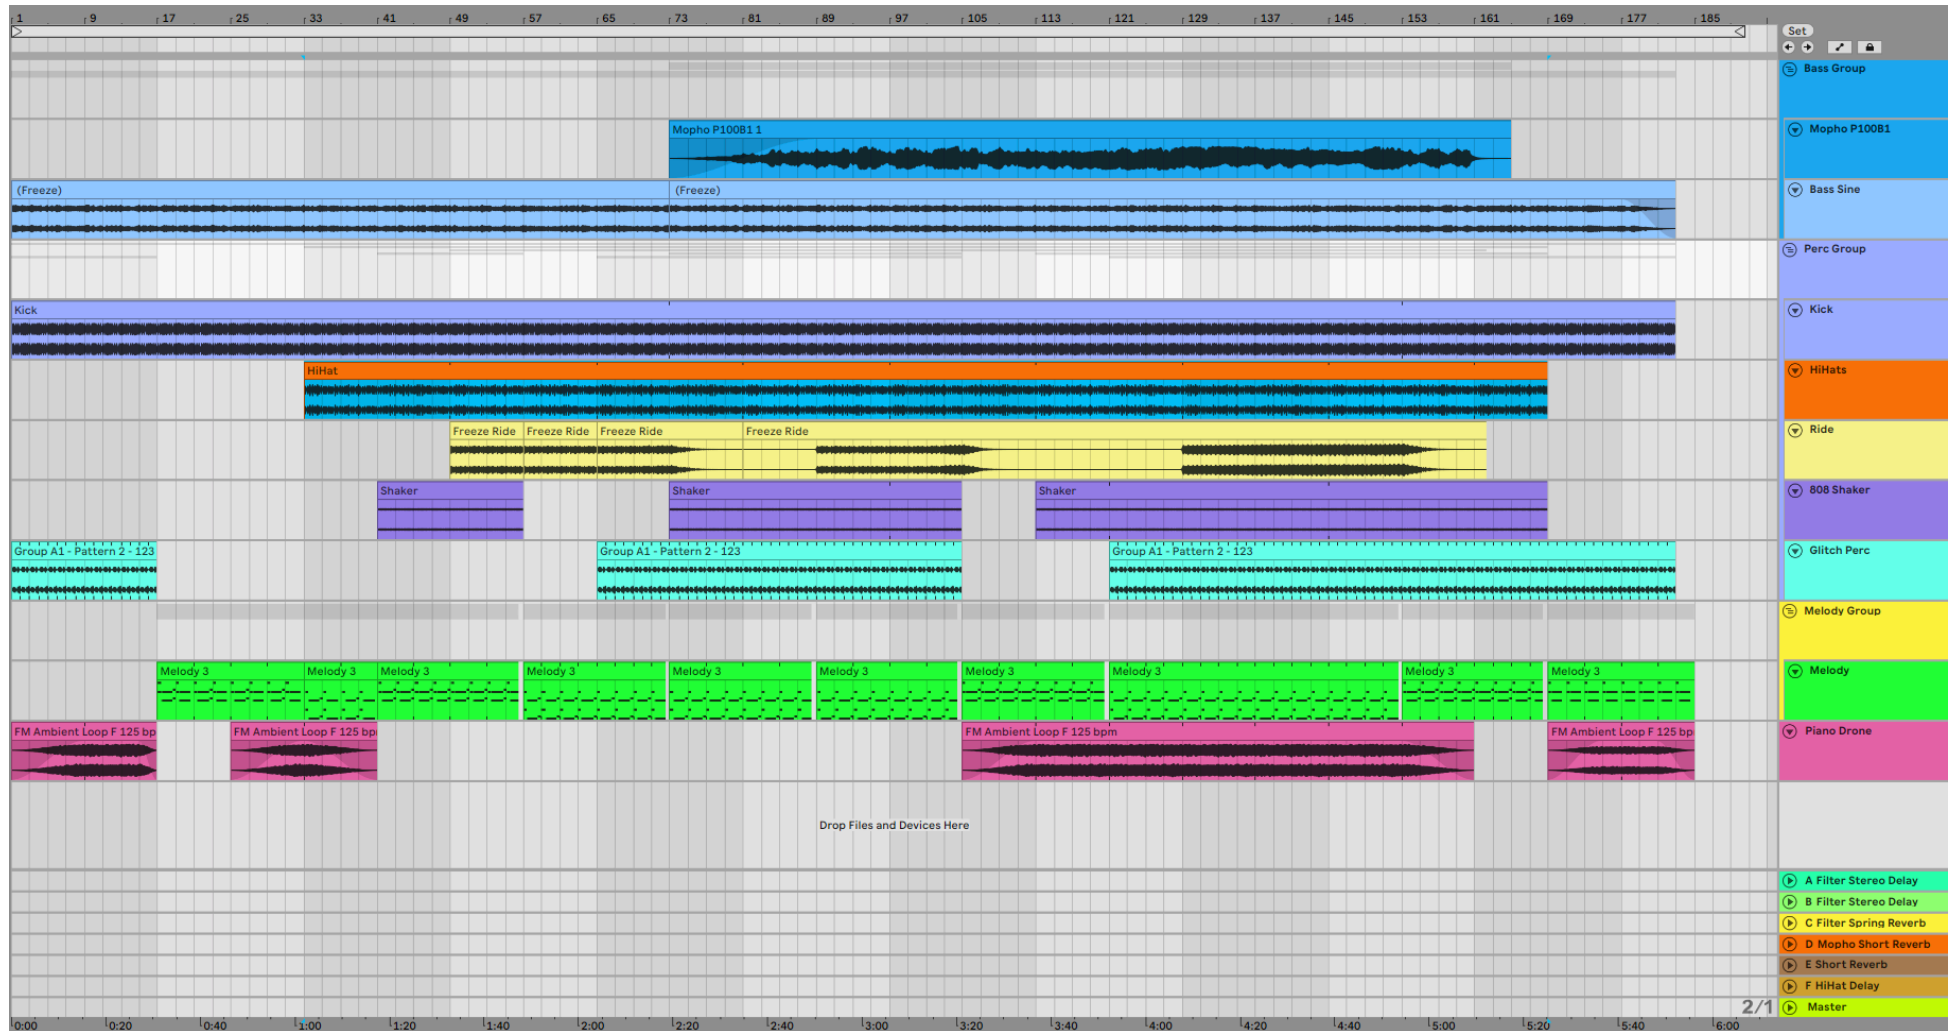 1 9 17 25 33 41 49 57 65 73 81 89 97 105 113 121 129 137 145 153 161 169 177 185
Set
Bass Group
Mopho P100B1 1
Mopho P100B1
(Freeze) (Freeze)
Bass Sine
Perc Group
Kick
Kick
HiHat
HiHats
Freeze Ride Freeze Ride Freeze Ride Freeze Ride
Ride
Shaker Shaker Shaker
808 Shaker
Group A1 - Pattern 2 - 123 Group A1 - Pattern 2 - 123 Group A1 - Pattern 2 - 123
Glitch Perc
Melody Group
Melody 3 Melody 3 Melody 3 Melody 3 Melody 3 Melody 3 Melody 3 Melody 3 Melody 3 Melody 3
Melody
FM Ambient Loop F 125 bp FM Ambient Loop F 125 bp FM Ambient Loop F 125 bpm FM Ambient Loop F 125 bp
Piano Drone
Drop Files and Devices Here
A Filter Stereo Delay
B Filter Stereo Delay
C Filter Spring Reverb
D Mopho Short Reverb
E Short Reverb
F HiHat Delay
2/1
Master
0:00 0:20 0:40 1:00 1:20 1:40 2:00 2:20 2:40 3:00 3:20 3:40 4:00 4:20 4:40 5:00 5:20 5:40 6:00